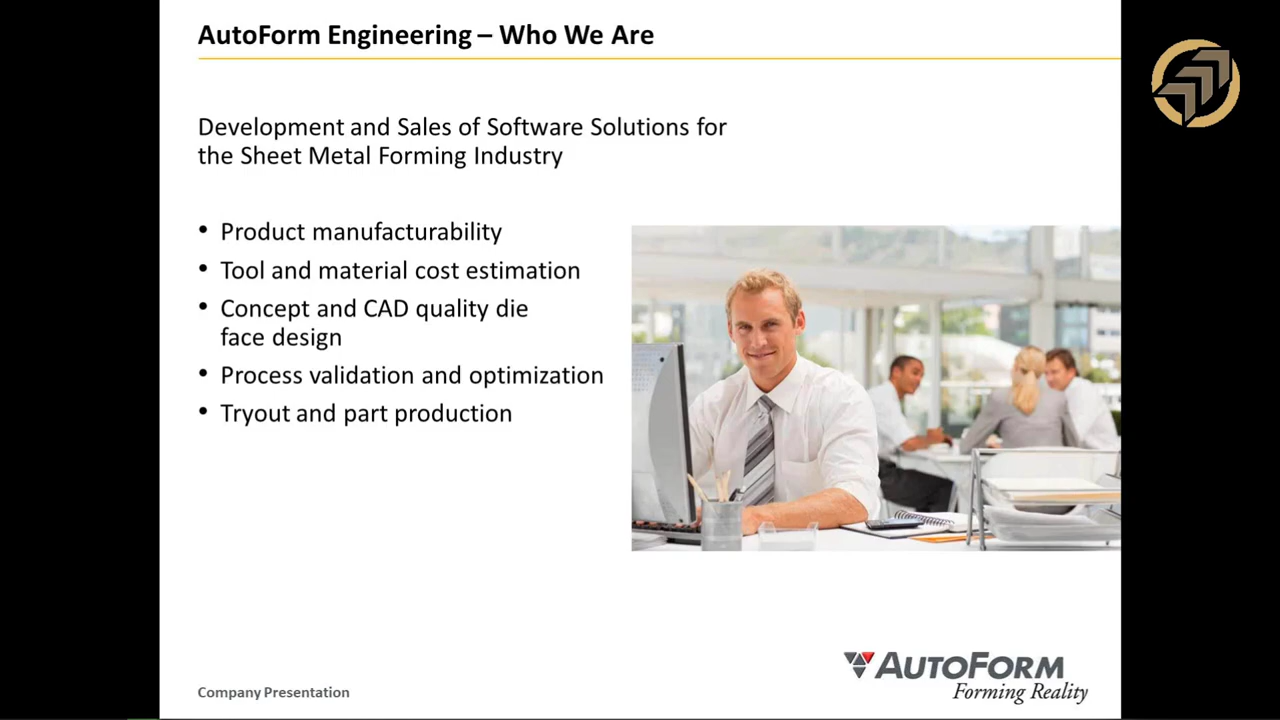 AutoForm Engineering – Who We Are
Development and Sales of Software Solutions for
the Sheet Metal Forming Industry
• Product manufacturability
• Tool and material cost estimation
• Concept and CAD quality die
face design
• Process validation and optimization
• Tryout and part production
AUTOFORM
Forming Reality
Company Presentation